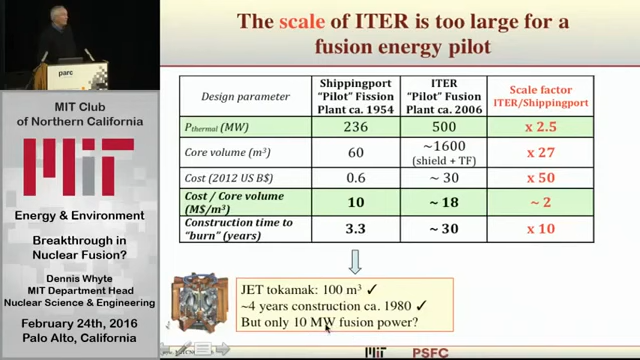 The scale of ITER is too large for a
fusion energy pilot
parc
MIT Club
of Northern California
MIT
Energy & Environment
Breakthrough in
Nuclear Fusion?
Dennis Whyte
MIT Department Head
Nuclear Science & Engineering
February 24th, 2016
Palo Alto, California
Design parameter
Shippingport
"Pilot" Fission
Plant ca. 1954
ITER
"Pilot" Fusion
Plant ca. 2006
Scale factor
ITER/Shippingport
Pthermal (MW)
236
500
x 2.5
Core volume (m³)
60
~1600
(shield + TF)
x 27
Cost (2012 US B$)
0.6
~ 30
x 50
Cost / Core volume
(M$/m³)
10
~ 18
~ 2
Construction time to
"burn" (years)
3.3
~ 30
x 10
JET tokamak: 100 m³ ✓
~4 years construction ca. 1980 ✓
But only 10 MW fusion power?
MIT
PSFC